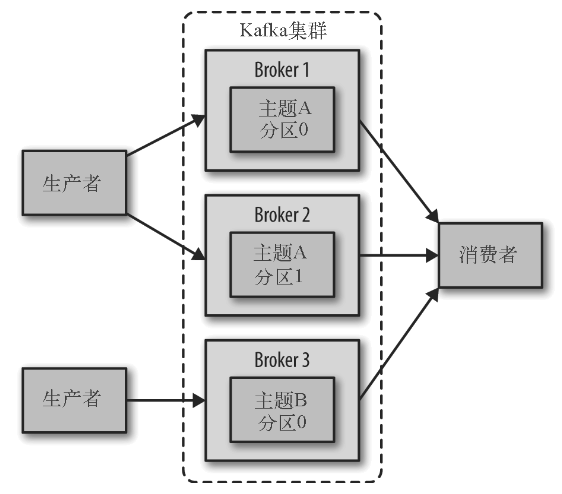 Kafka集群
Broker 1
主题A
分区0
生产者
Broker 2
主题A
分区1
消费者
Broker 3
主题B
分区0
生产者